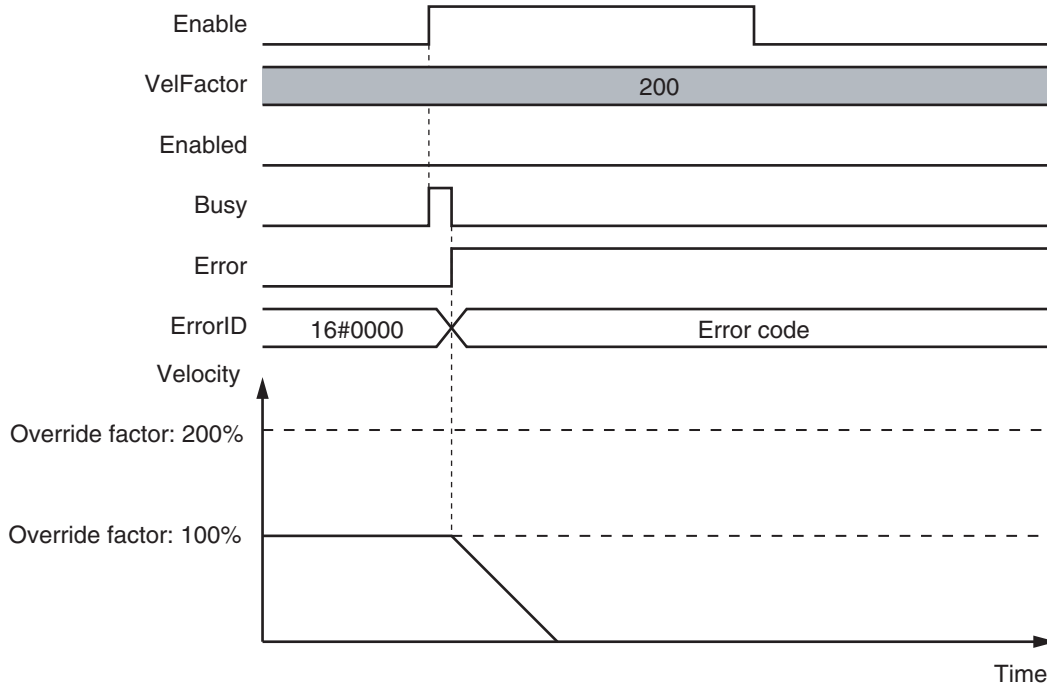 Enable
VelFactor
200
Enabled
Busy
Error
ErrorID
16#0000
Error code
Velocity
Override factor: 200%
Override factor: 100%
Time